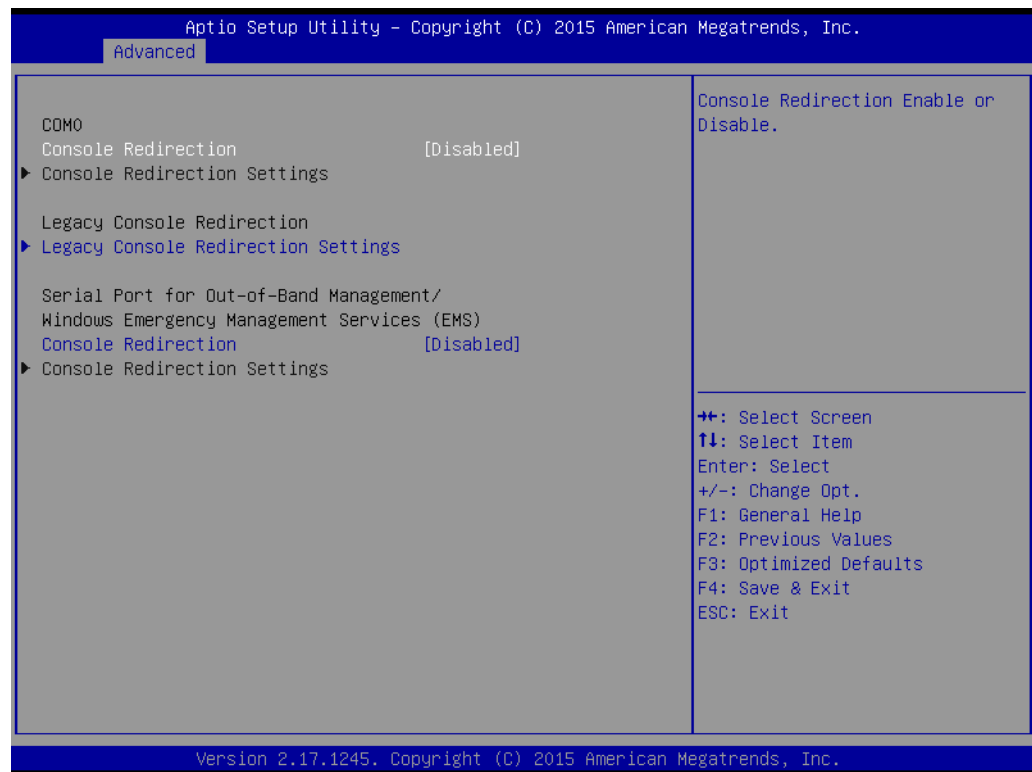 Aptio Setup Utility – Copyright (C) 2015 American Megatrends, Inc.
Advanced
COM0
Console Redirection [Disabled]
▶ Console Redirection Settings
Legacy Console Redirection
▶ Legacy Console Redirection Settings
Serial Port for Out-of-Band Management/
Windows Emergency Management Services (EMS)
Console Redirection [Disabled]
▶ Console Redirection Settings
Console Redirection Enable or
Disable.
→←: Select Screen
↑↓: Select Item
Enter: Select
+/-: Change Opt.
F1: General Help
F2: Previous Values
F3: Optimized Defaults
F4: Save & Exit
ESC: Exit
Version 2.17.1245. Copyright (C) 2015 American Megatrends, Inc.